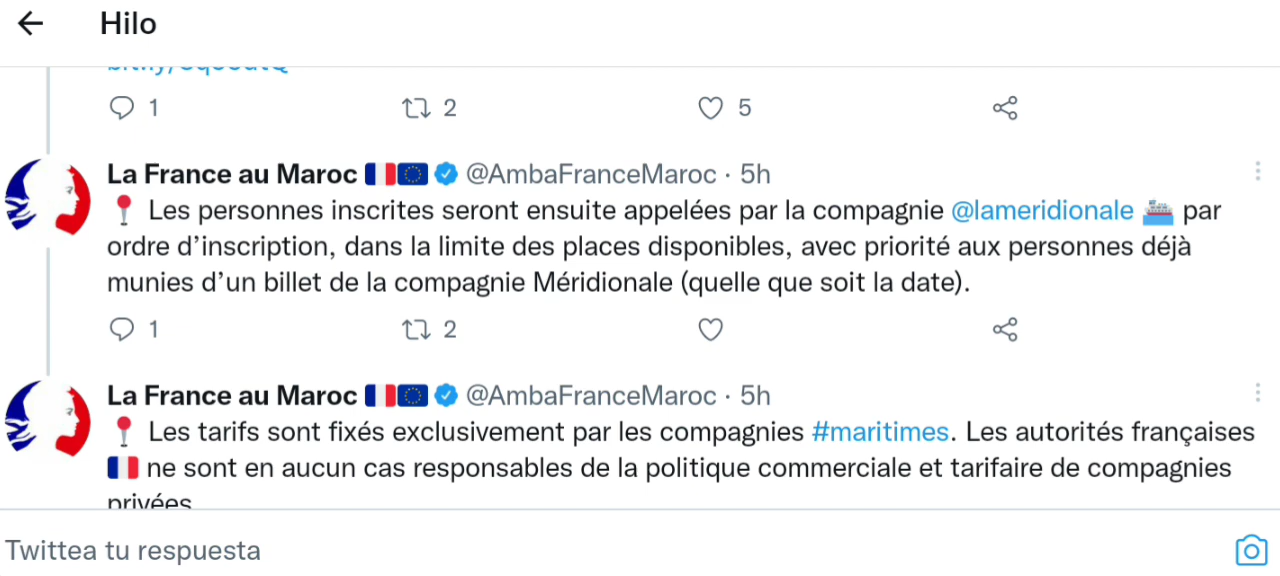 Hilo
1 2 5
La France au Maroc 🇫🇷🇪🇺 @AmbaFranceMaroc · 5h
📍 Les personnes inscrites seront ensuite appelées par la compagnie @lameridionale 🛳️ par
ordre d’inscription, dans la limite des places disponibles, avec priorité aux personnes déjà
munies d’un billet de la compagnie Méridionale (quelle que soit la date).
1 2
La France au Maroc 🇫🇷🇪🇺 @AmbaFranceMaroc · 5h
📍 Les tarifs sont fixés exclusivement par les compagnies #maritimes. Les autorités françaises
🇫🇷 ne sont en aucun cas responsables de la politique commerciale et tarifaire de compagnies
privées
Twittea tu respuesta